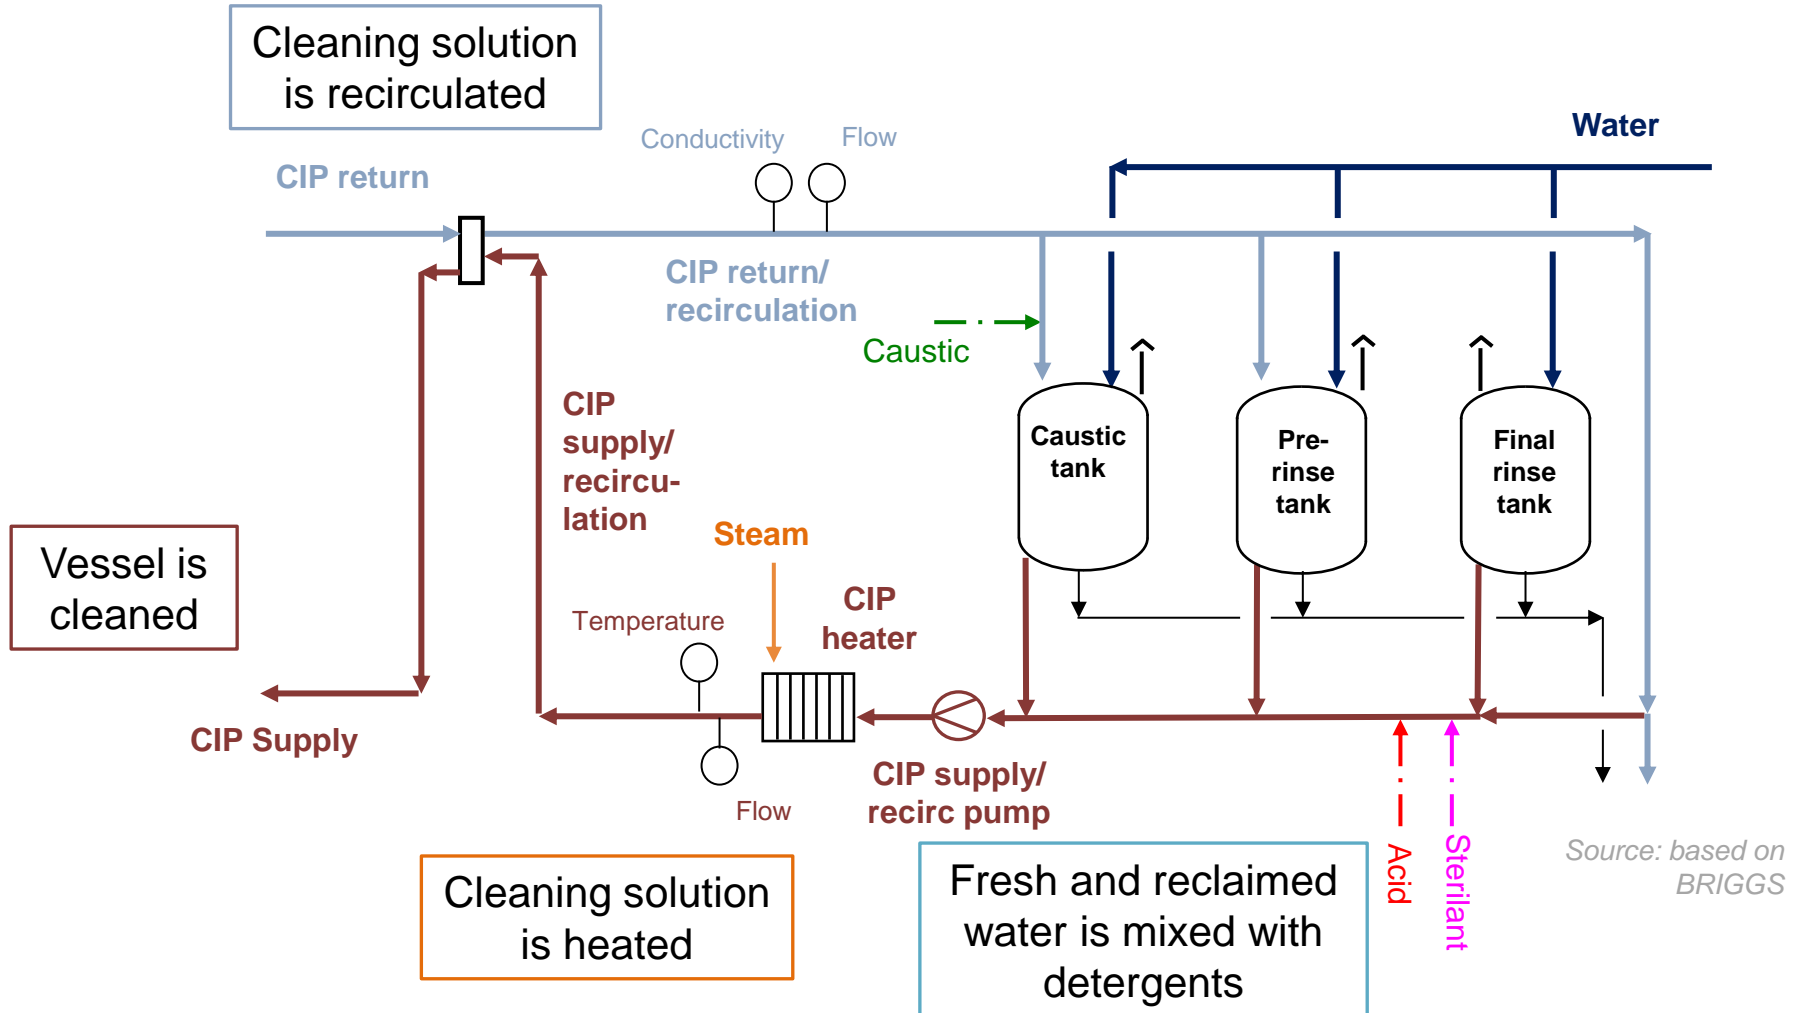 Cleaning solution
is recirculated
Conductivity
Flow
Water
CIP return
CIP return/
recirculation
Caustic
CIP
supply/
recircu-
lation
Caustic
tank
Pre-
rinse
tank
Final
rinse
tank
Steam
Vessel is
cleaned
CIP
heater
Temperature
CIP Supply
Flow
CIP supply/
recirc pump
Acid
Sterilant
Source: based on
BRIGGS
Cleaning solution
is heated
Fresh and reclaimed
water is mixed with
detergents